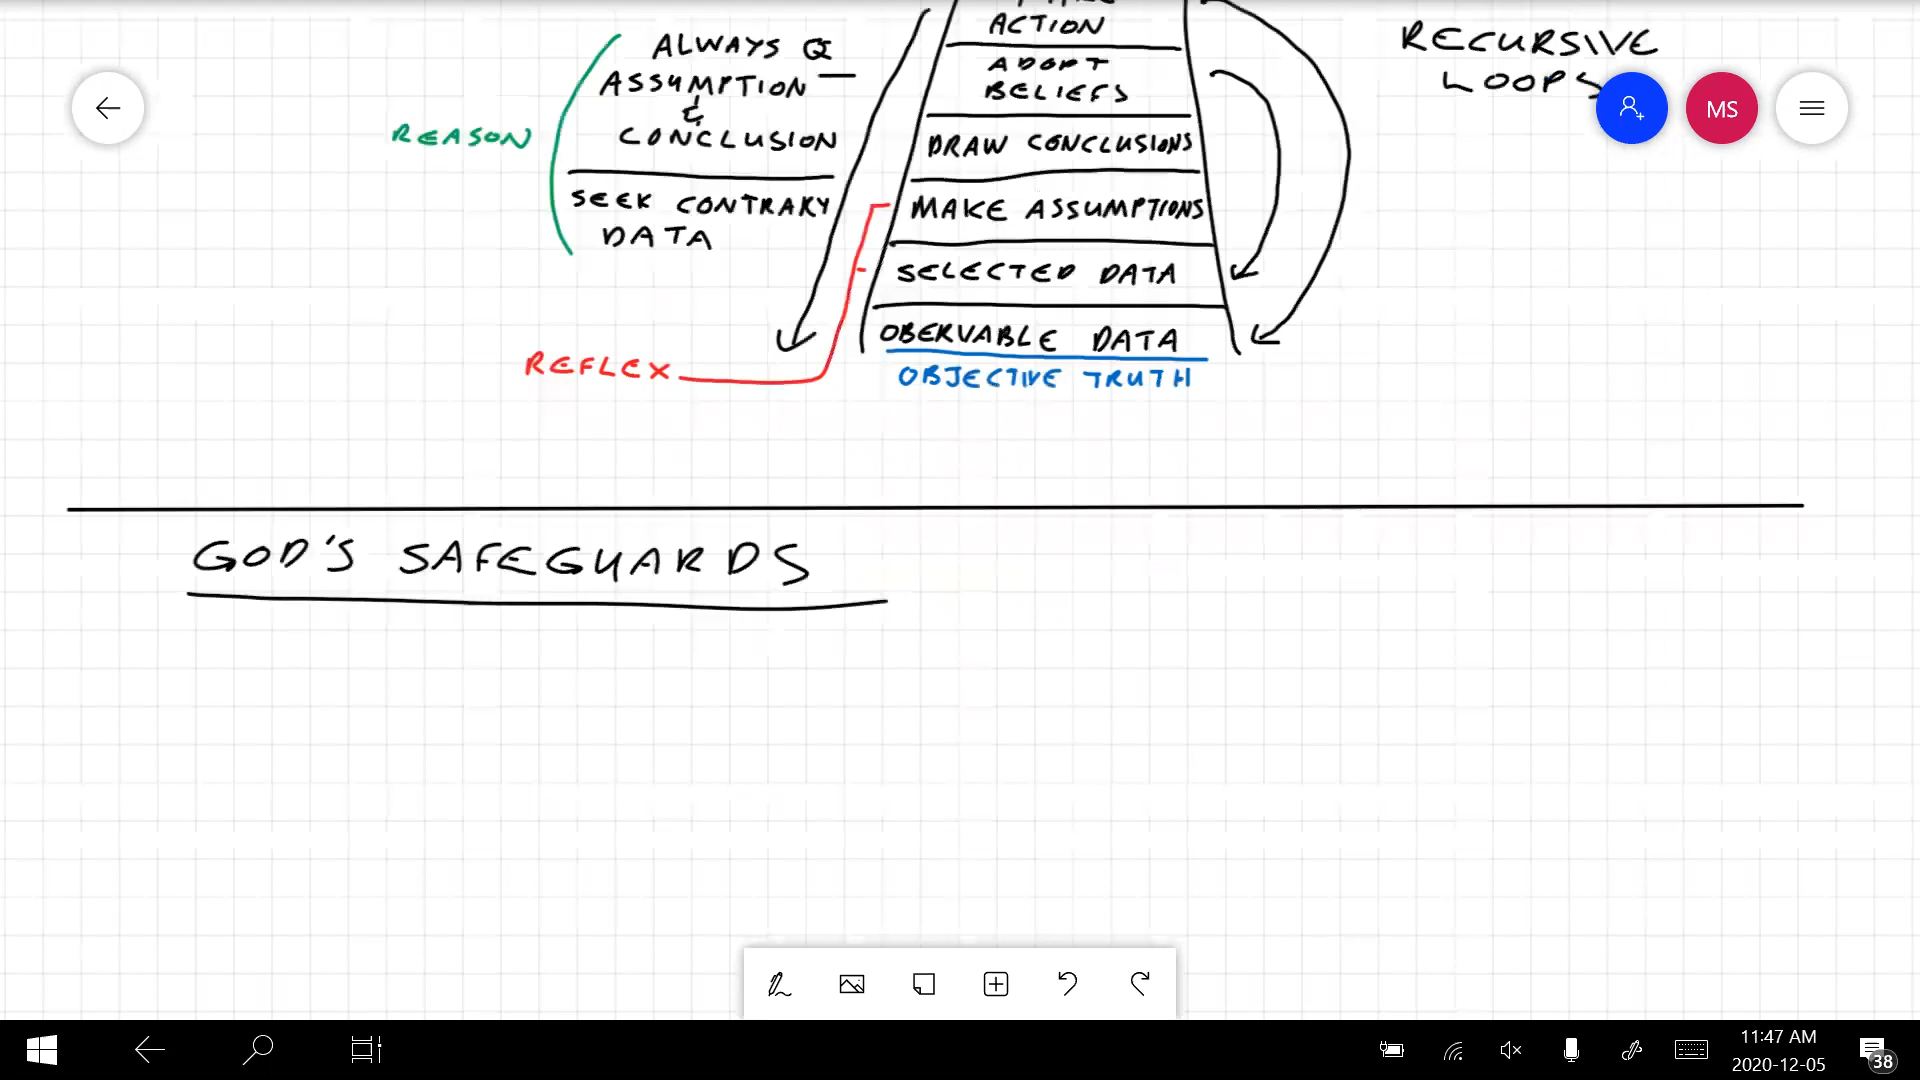 ACTION
ALWAYS Q
ASSUMPTION
&
CONCLUSION
REASON
SEEK CONTRARY
DATA
ADOPT
BELIEFS
DRAW CONCLUSIONS
MAKE ASSUMPTIONS
SELECTED DATA
OBERVABLE DATA
OBJECTIVE TRUTH
REFLEX
RECURSIVE
LOOPS
MS
GOD'S SAFEGUARDS
11:47 AM
2020-12-05
38